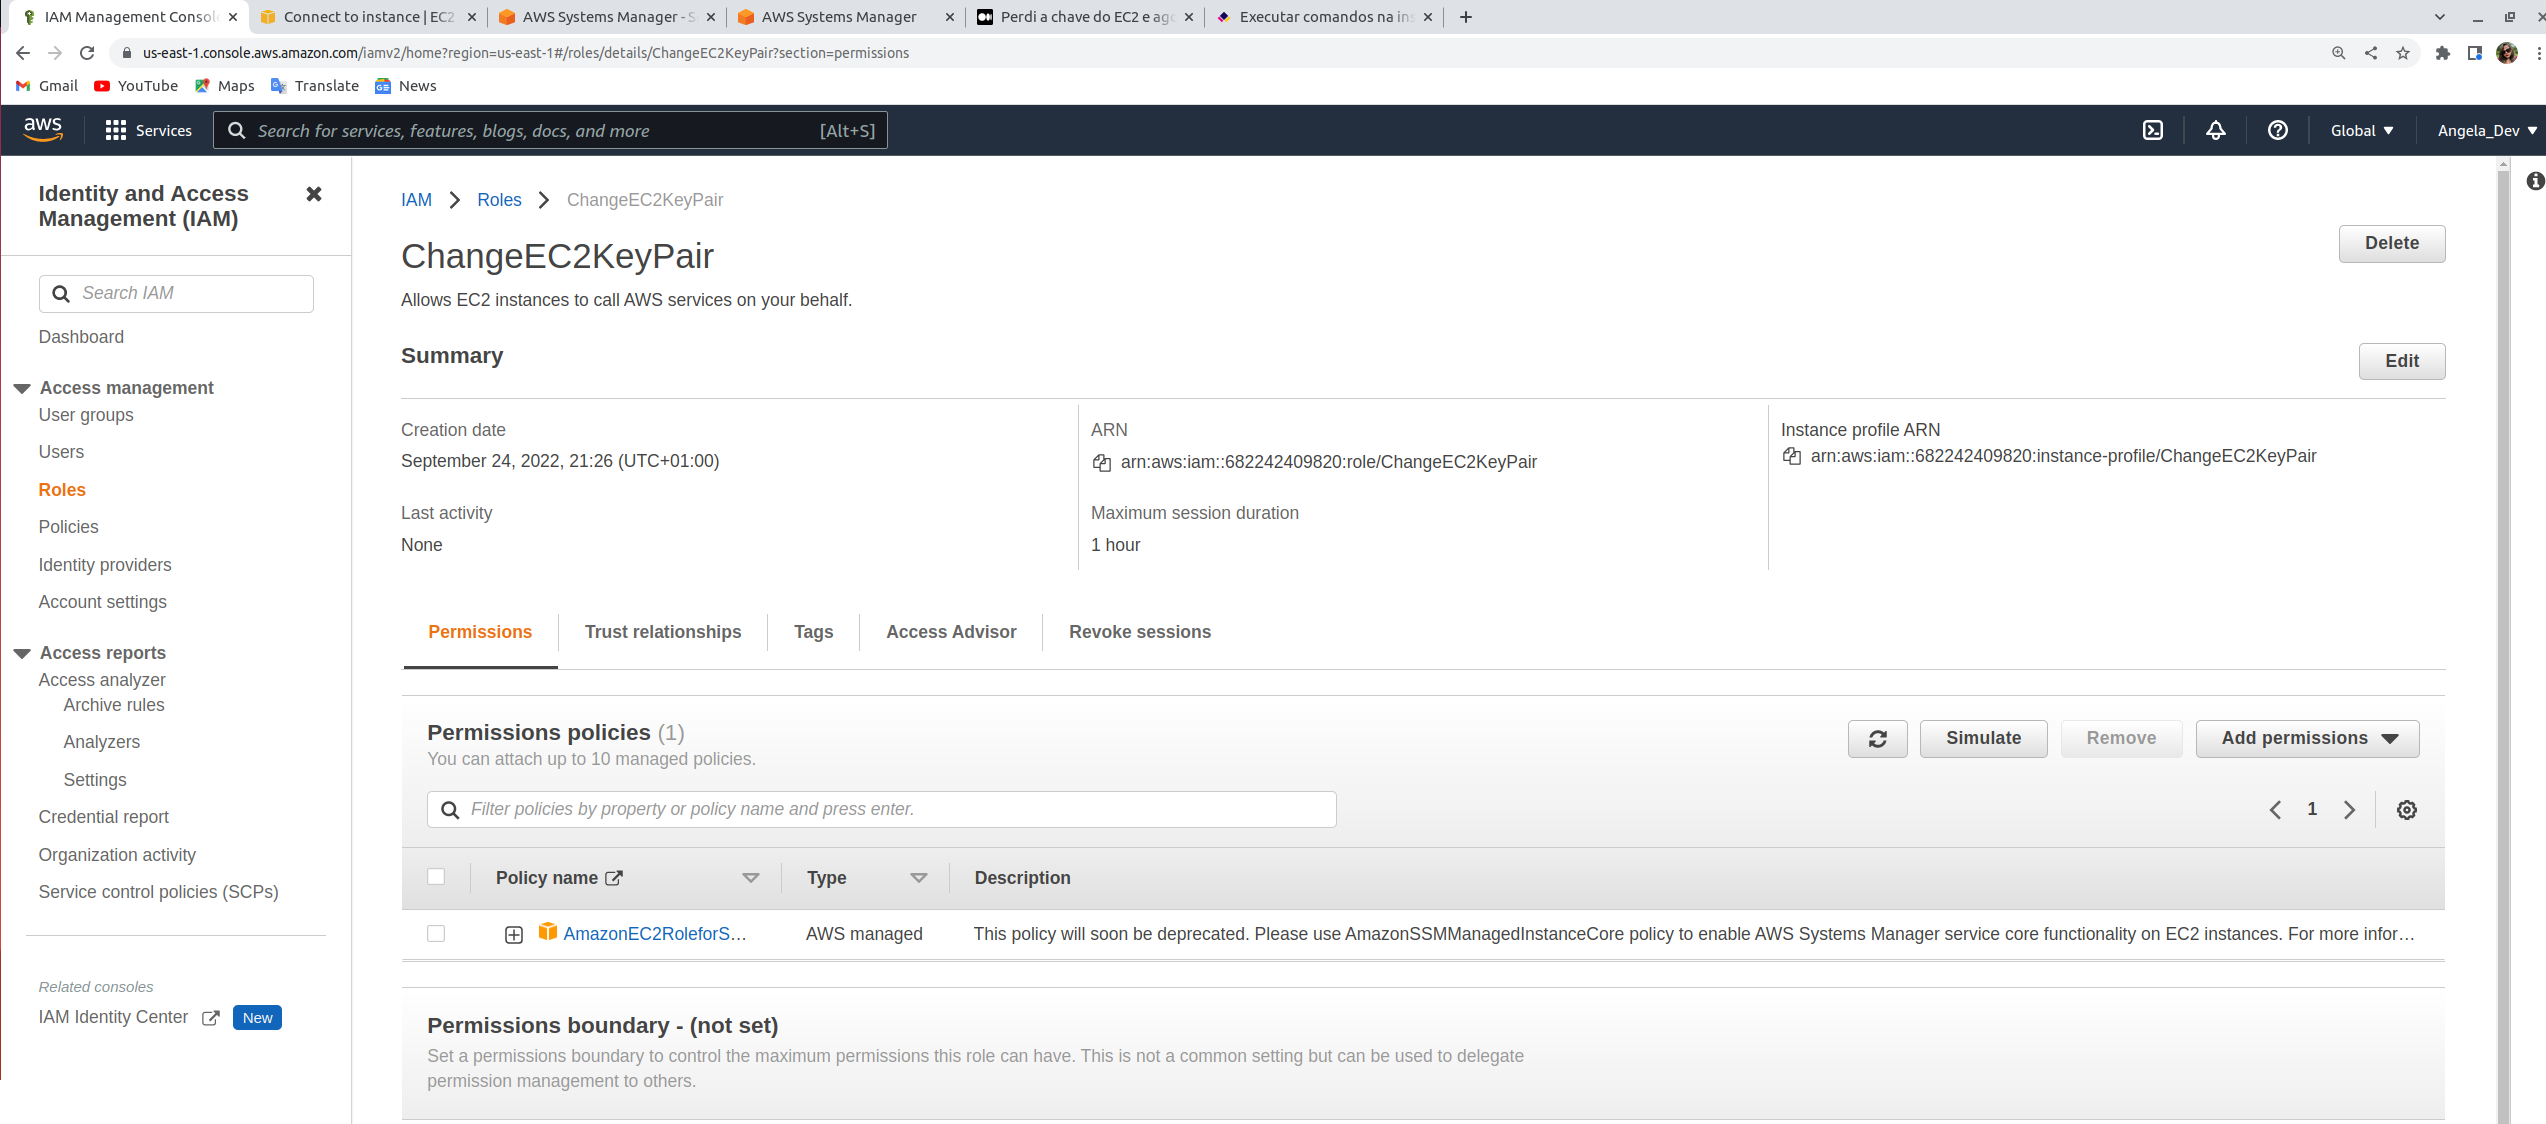 IAM Management Consol
Connect to instance | EC2
AWS Systems Manager - S
AWS Systems Manager
Perdi a chave do EC2 e ago
Executar comandos na ins
us-east-1.console.aws.amazon.com/iamv2/home?region=us-east-1#/roles/details/ChangeEC2KeyPair?section=permissions
Gmail
YouTube
Maps
Translate
News
aws
Services
Search for services, features, blogs, docs, and more
[Alt+S]
Global
Angela_Dev
Identity and Access
Management (IAM)
Search IAM
Dashboard
Access management
User groups
Users
Roles
Policies
Identity providers
Account settings
Access reports
Access analyzer
Archive rules
Analyzers
Settings
Credential report
Organization activity
Service control policies (SCPs)
Related consoles
IAM Identity Center
New
IAM
Roles
ChangeEC2KeyPair
ChangeEC2KeyPair
Delete
Allows EC2 instances to call AWS services on your behalf.
Summary
Edit
Creation date
September 24, 2022, 21:26 (UTC+01:00)
ARN
arn:aws:iam::682242409820:role/ChangeEC2KeyPair
Instance profile ARN
arn:aws:iam::682242409820:instance-profile/ChangeEC2KeyPair
Last activity
None
Maximum session duration
1 hour
Permissions
Trust relationships
Tags
Access Advisor
Revoke sessions
Permissions policies (1)
You can attach up to 10 managed policies.
Simulate
Remove
Add permissions
Filter policies by property or policy name and press enter.
1
Policy name
Type
Description
AmazonEC2RoleforS...
AWS managed
This policy will soon be deprecated. Please use AmazonSSMManagedInstanceCore policy to enable AWS Systems Manager service core functionality on EC2 instances. For more infor...
Permissions boundary - (not set)
Set a permissions boundary to control the maximum permissions this role can have. This is not a common setting but can be used to delegate
permission management to others.